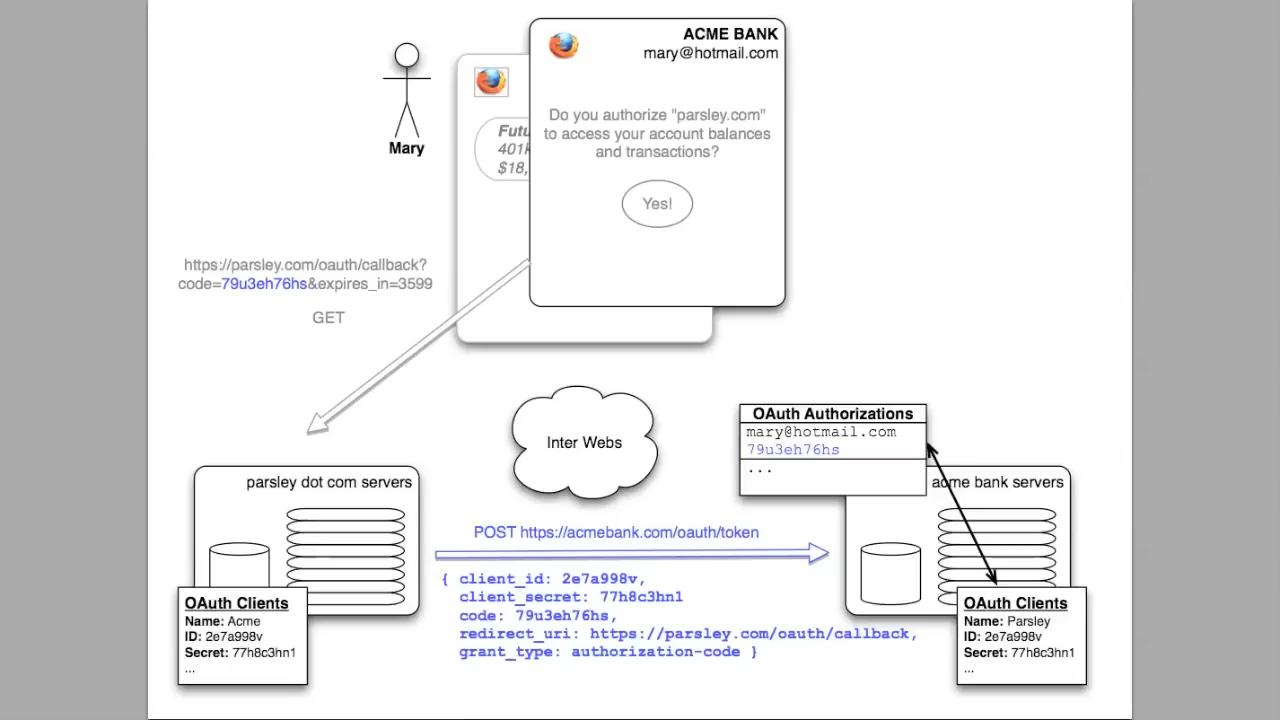 ACME BANK
mary@hotmail.com
Do you authorize "parsley.com"
to access your account balances
and transactions?
Yes!
Futu
401k
$18,
Mary
https://parsley.com/oauth/callback?
code=79u3eh76hs&expires_in=3599
GET
Inter Webs
OAuth Authorizations
mary@hotmail.com
79u3eh76hs
...
parsley dot com servers
acme bank servers
POST https://acmebank.com/oauth/token
{ client_id: 2e7a998v,
client_secret: 77h8c3hn1
code: 79u3eh76hs,
redirect_uri: https://parsley.com/oauth/callback,
grant_type: authorization-code }
OAuth Clients
Name: Acme
ID: 2e7a998v
Secret: 77h8c3hn1
...
OAuth Clients
Name: Parsley
ID: 2e7a998v
Secret: 77h8c3hn1
...